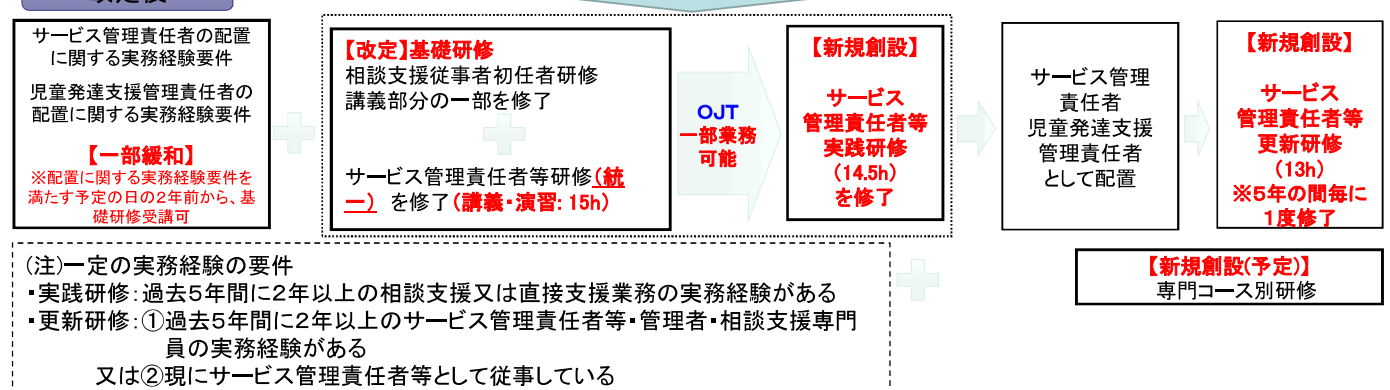 サービス管理責任者の配置
に関する実務経験要件
児童発達支援管理責任者の
配置に関する実務経験要件
【一部緩和】
※配置に関する実務経験要件を
満たす予定の日の2年前から、基
礎研修受講可
【改定】基礎研修
相談支援従事者初任者研修
講義部分の一部を修了
サービス管理責任者等研修(統
一) を修了(講義・演習:15h)
OJT
一部業務
可能
【新規創設】
サービス
管理責任者等
実践研修
(14.5h)
を修了
サービス管理
責任者
児童発達支援
管理責任者
として配置
【新規創設】
サービス
管理責任者等
更新研修
(13h)
※5年の間毎に
1度修了
【新規創設(予定)】
専門コース別研修
(注)一定の実務経験の要件
・実践研修:過去5年間に2年以上の相談支援又は直接支援業務の実務経験がある
・更新研修:①過去5年間に2年以上のサービス管理責任者等・管理者・相談支援専門
員の実務経験がある
又は②現にサービス管理責任者等として従事している